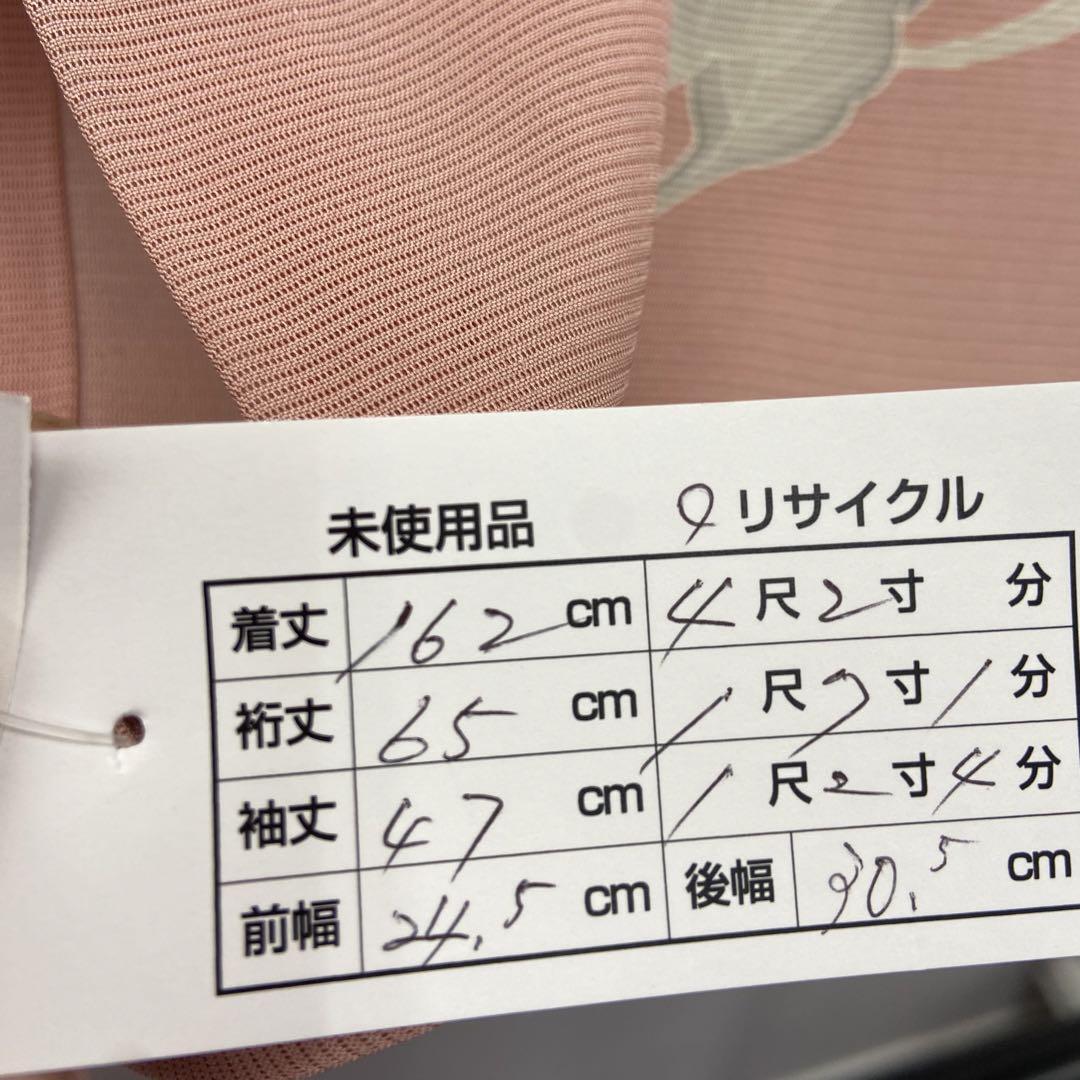 未使用品 リサイクル
着丈 162 cm 4尺2寸 分
裄丈 65 cm 1尺7寸1分
袖丈 47 cm 1尺2寸4分
前幅 24.5 cm 後幅 30.5 cm